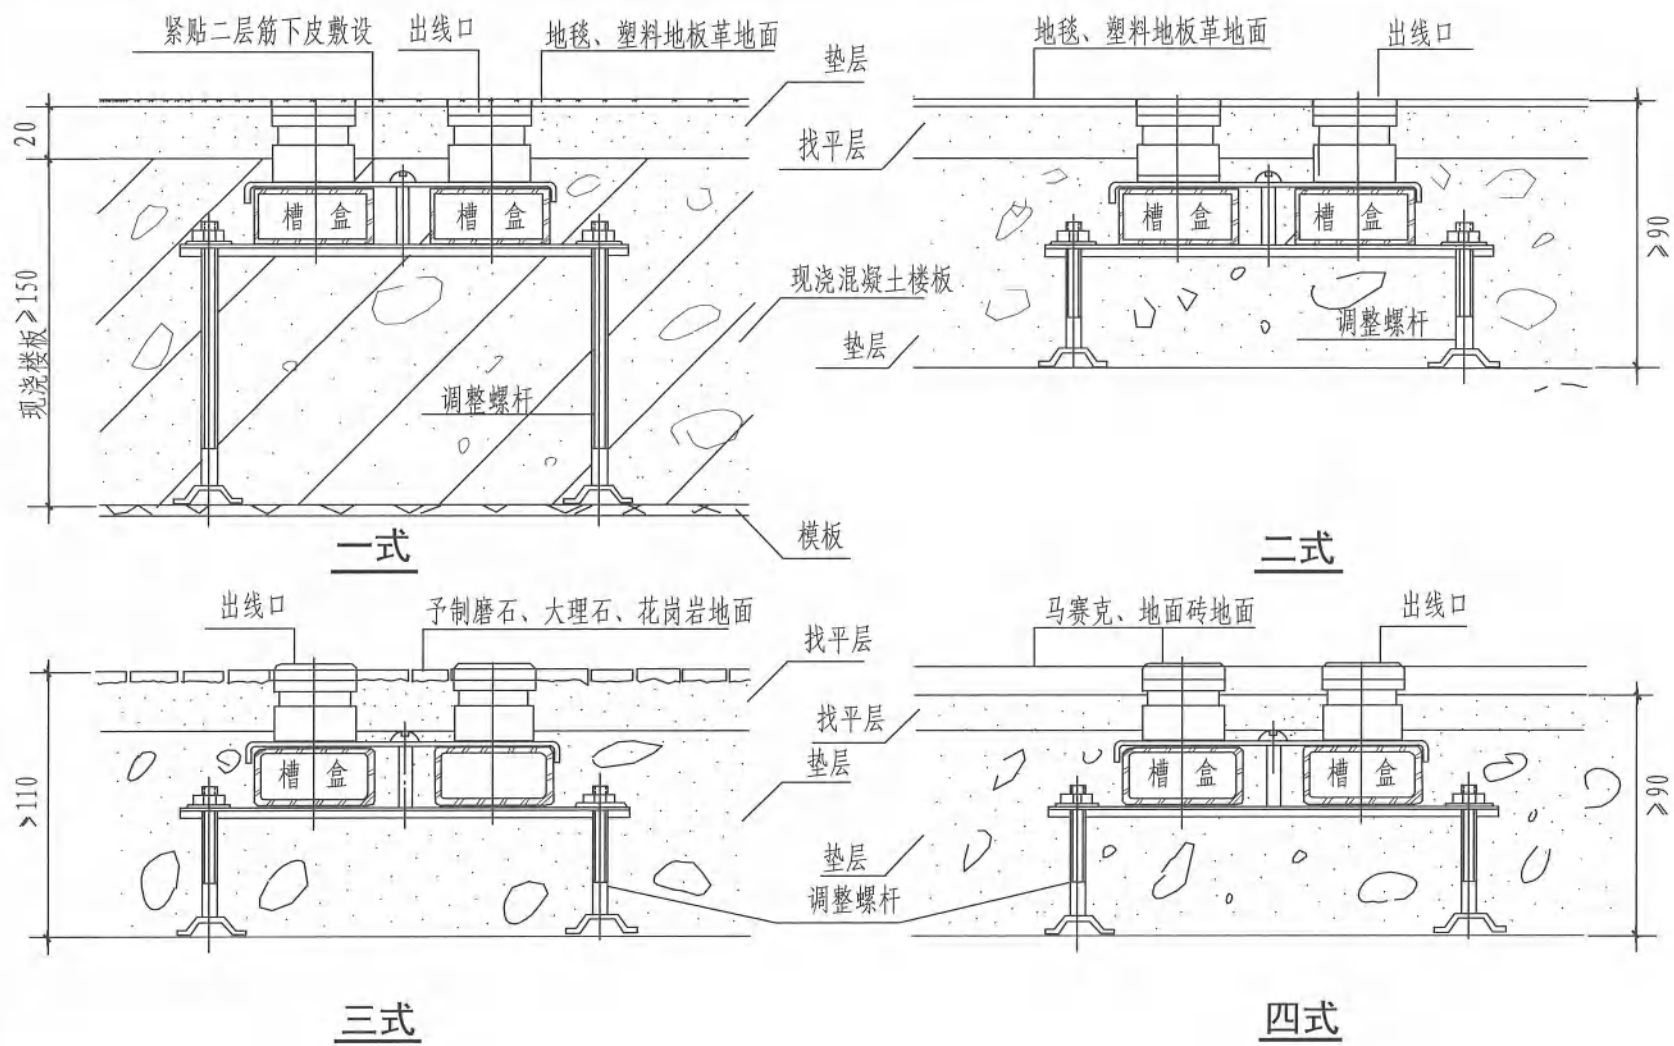 紧贴二层筋下皮敷设
出线口
地毯、塑料地板革地面
垫层
20
槽 盒
槽 盒
现浇楼板≥150
现浇混凝土楼板
调整螺杆
模板
一式
地毯、塑料地板革地面
出线口
找平层
槽 盒
槽 盒
≥90
垫层
调整螺杆
二式
出线口
予制磨石、大理石、花岗岩地面
找平层
垫层
槽 盒
≥110
调整螺杆
三式
马赛克、地面砖地面
出线口
找平层
槽 盒
槽 盒
≥90
垫层
四式